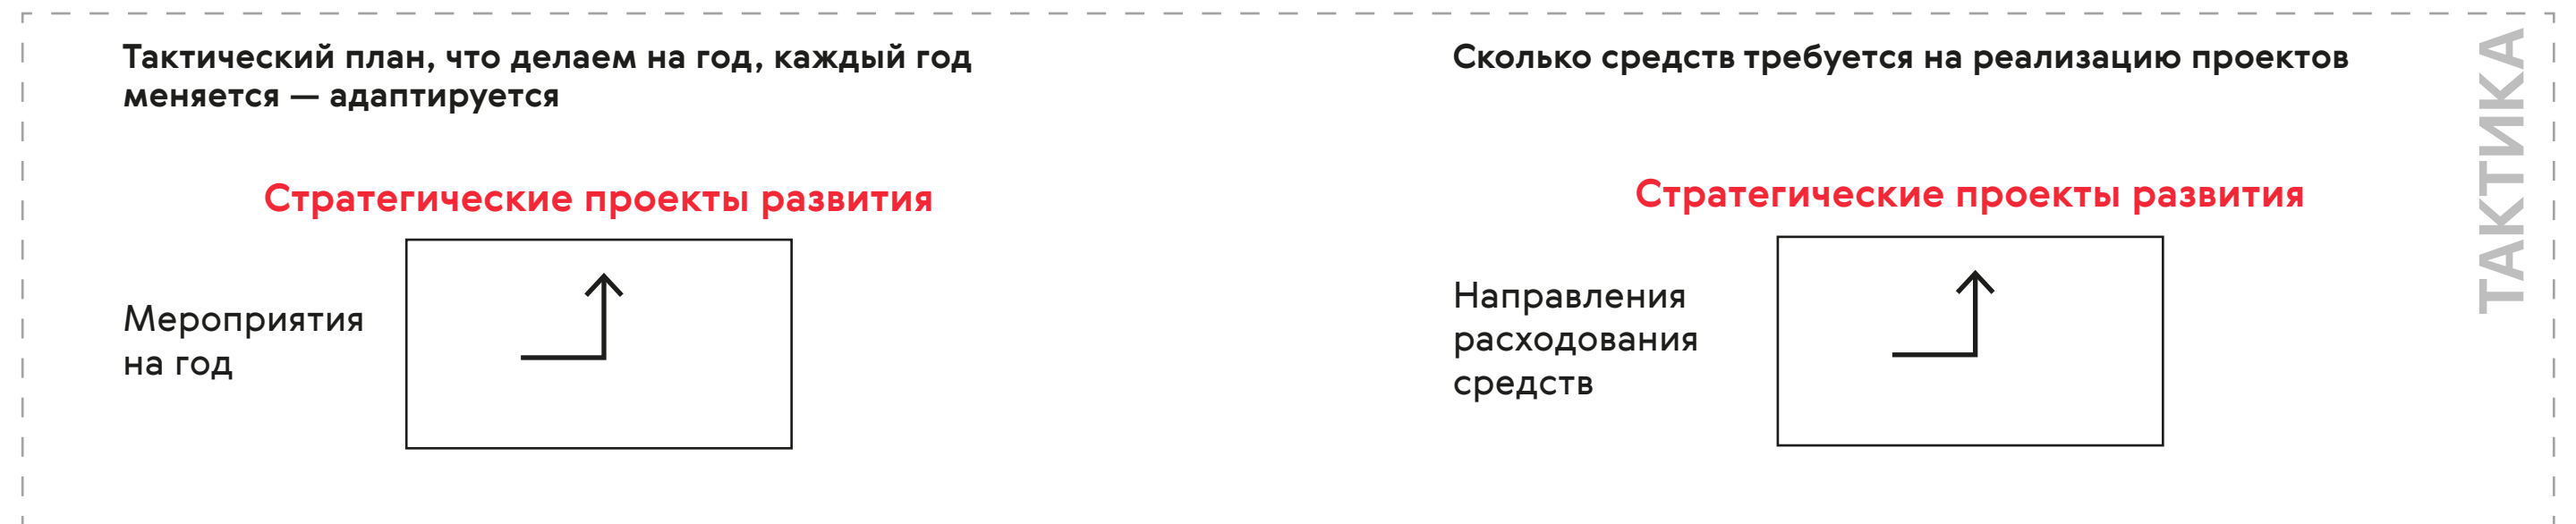 Тактический план, что делаем на год, каждый год
меняется — адаптируется
Стратегические проекты развития
Мероприятия
на год
Сколько средств требуется на реализацию проектов
Стратегические проекты развития
Направления
расходования
средств
ТАКТИКА